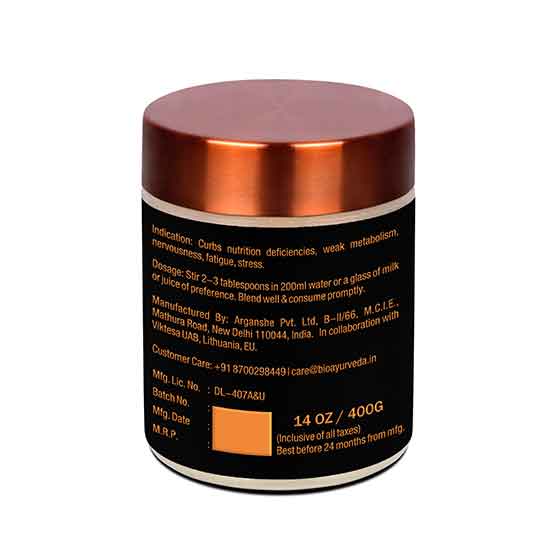 Indication: Curbs nutrition deficiencies, weak metabolism,
nervousness, fatigue, stress.
Dosage: Stir 2-3 tablespoons in 200ml water or a glass of milk
or juice of preference. Blend well & consume promptly.
Manufactured By: Arganshe Pvt. Ltd, B-II/66, M.C.I.E.,
Mathura Road, New Delhi 110044, India. In collaboration with
Viktesa UAB, Lithuania, EU.
Customer Care: +91 8700298449 | care@bioayurveda.in
Mfg. Lic. No. : DL-407A&U
Batch No. :
Mfg. Date :
M.R.P. :
14 OZ / 400G
(Inclusive of all taxes)
Best before 24 months from mfg.